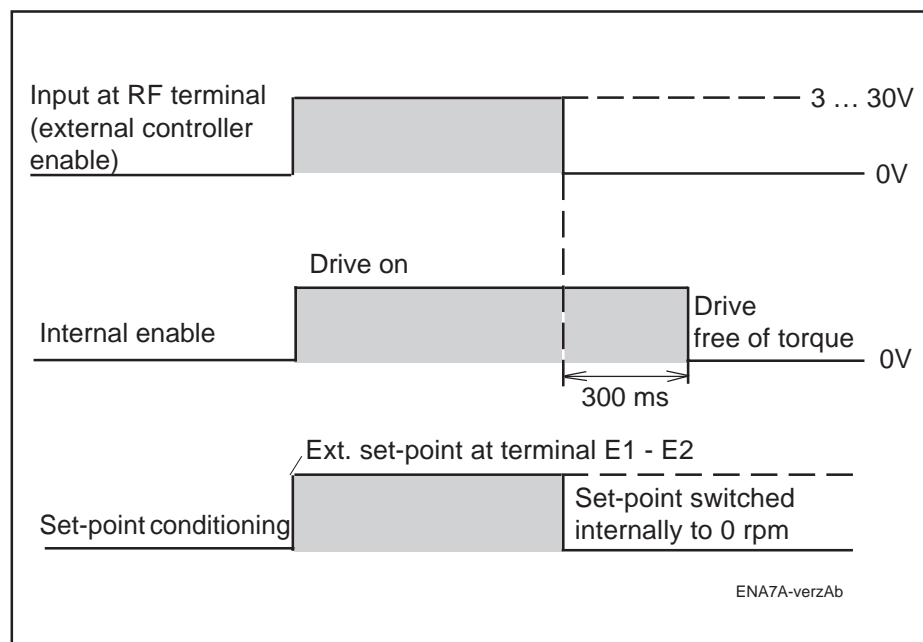 Input at RF terminal
(external controller
enable)
3 … 30V
0V
Drive on
Internal enable
Drive
free of torque
0V
300 ms
Ext. set-point at terminal E1 - E2
Set-point conditioning
Set-point switched
internally to 0 rpm
ENA7A-verzAb